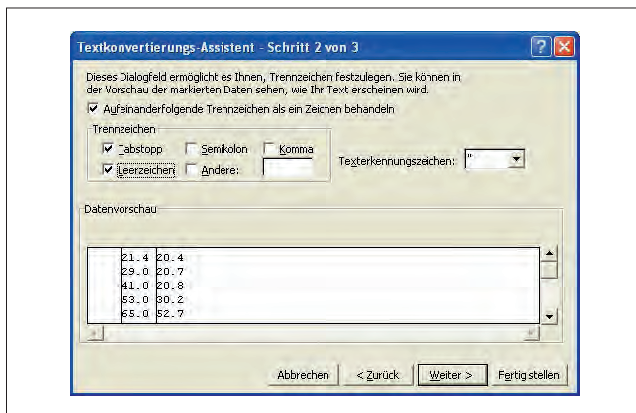 Textkonvertierungs-Assistent - Schritt 2 von 3
Dieses Dialogfeld ermöglicht es Ihnen, Trennzeichen festzulegen. Sie können in
der Vorschau der markierten Daten sehen, wie Ihr Text erscheinen wird.
Aufeinanderfolgende Trennzeichen als ein Zeichen behandeln
Trennzeichen
Tabstopp Semikolon Komma
Leerzeichen Andere:
Texterkennungszeichen: "
Datenvorschau
21.4 20.4
29.0 20.7
41.0 20.8
53.0 30.2
65.0 52.7
Abbrechen < Zurück Weiter > Fertig stellen